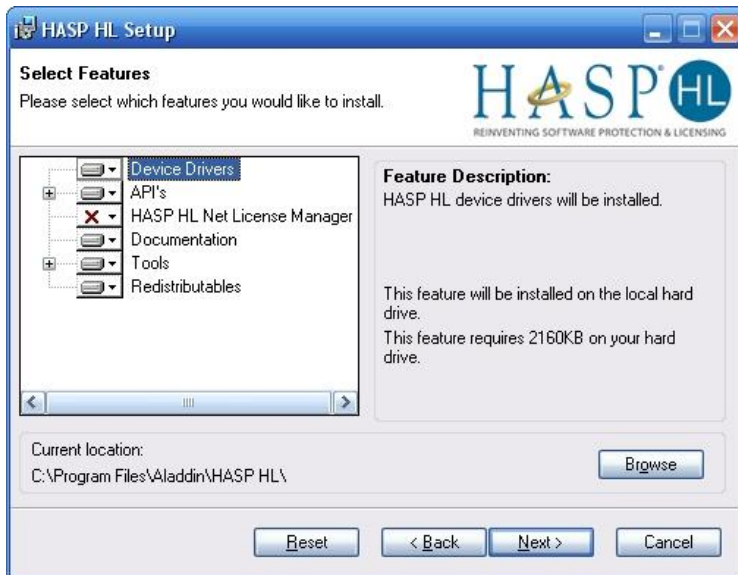 HASP HL Setup
Select Features
Please select which features you would like to install.
HASP HL
REINVENTING SOFTWARE PROTECTION & LICENSING
Device Drivers
API's
HASP HL Net License Manager
Documentation
Tools
Redistributables
Feature Description:
HASP HL device drivers will be installed.
This feature will be installed on the local hard
drive.
This feature requires 2160KB on your hard
drive.
Current location:
C:\Program Files\Aladdin\HASP HL\
Browse
Reset
< Back
Next >
Cancel